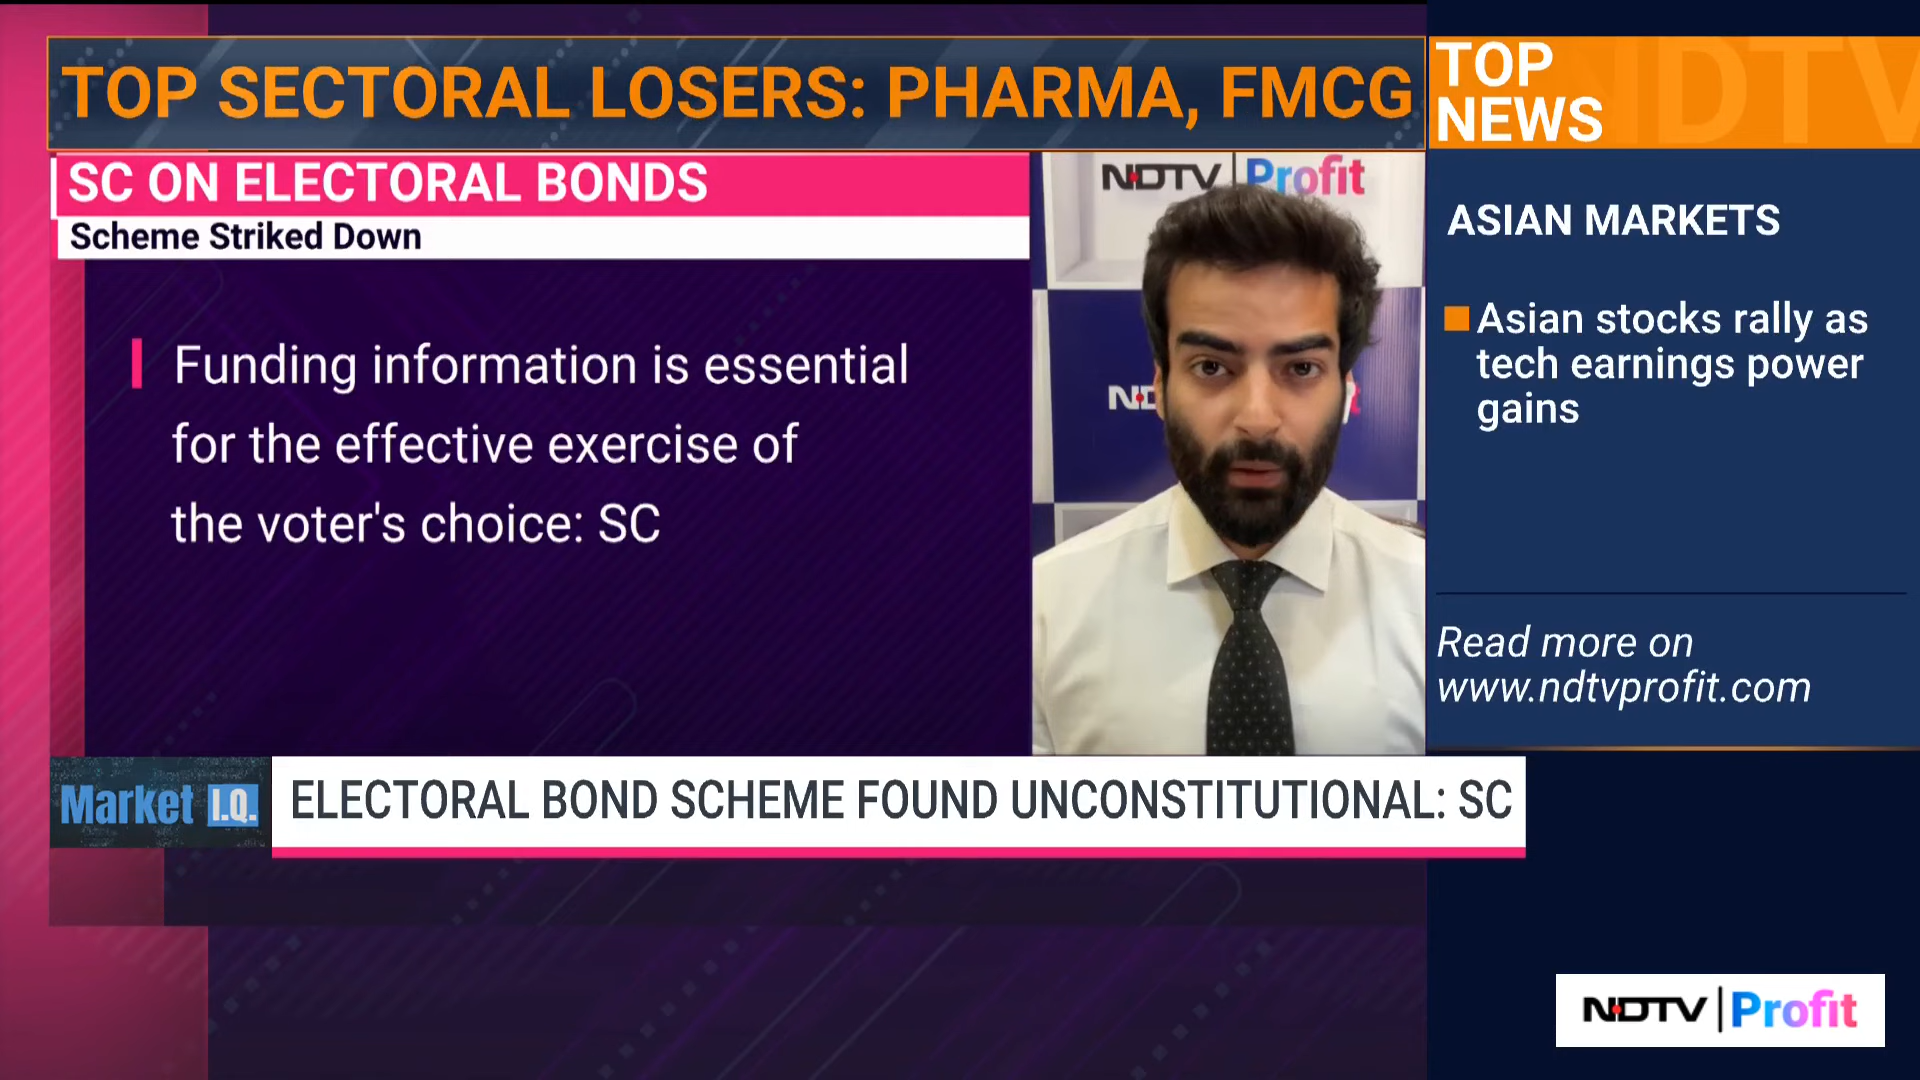 TOP SECTORAL LOSERS: PHARMA, FMCG
SC ON ELECTORAL BONDS
Scheme Striked Down
Funding information is essential
for the effective exercise of
the voter's choice: SC
NDTV Profit
ND
Market I.Q.
ELECTORAL BOND SCHEME FOUND UNCONSTITUTIONAL: SC
NDTV
TOP
NEWS
ASIAN MARKETS
Asian stocks rally as
tech earnings power
gains
Read more on
www.ndtvprofit.com
NDTV Profit